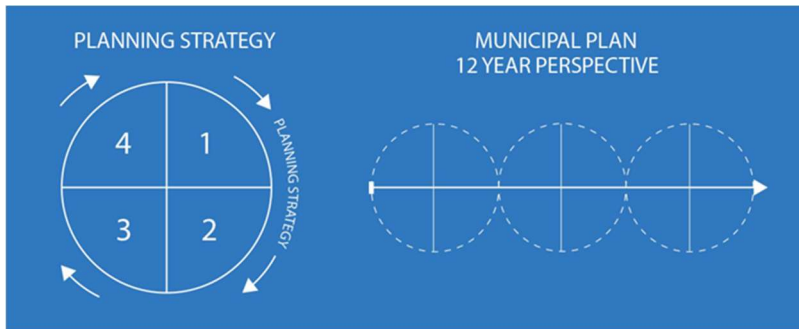 PLANNING STRATEGY
4
1
3
2
PLANNING STRATEGY
MUNICIPAL PLAN
12 YEAR PERSPECTIVE